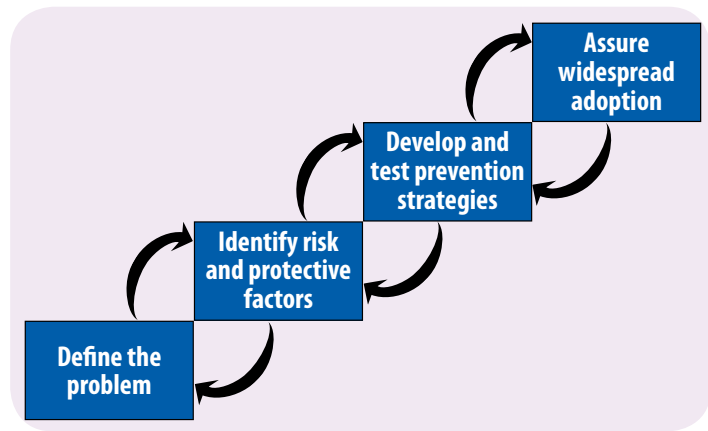 Assure
widespread
adoption
Develop and
test prevention
strategies
Identify risk
and protective
factors
Define the
problem